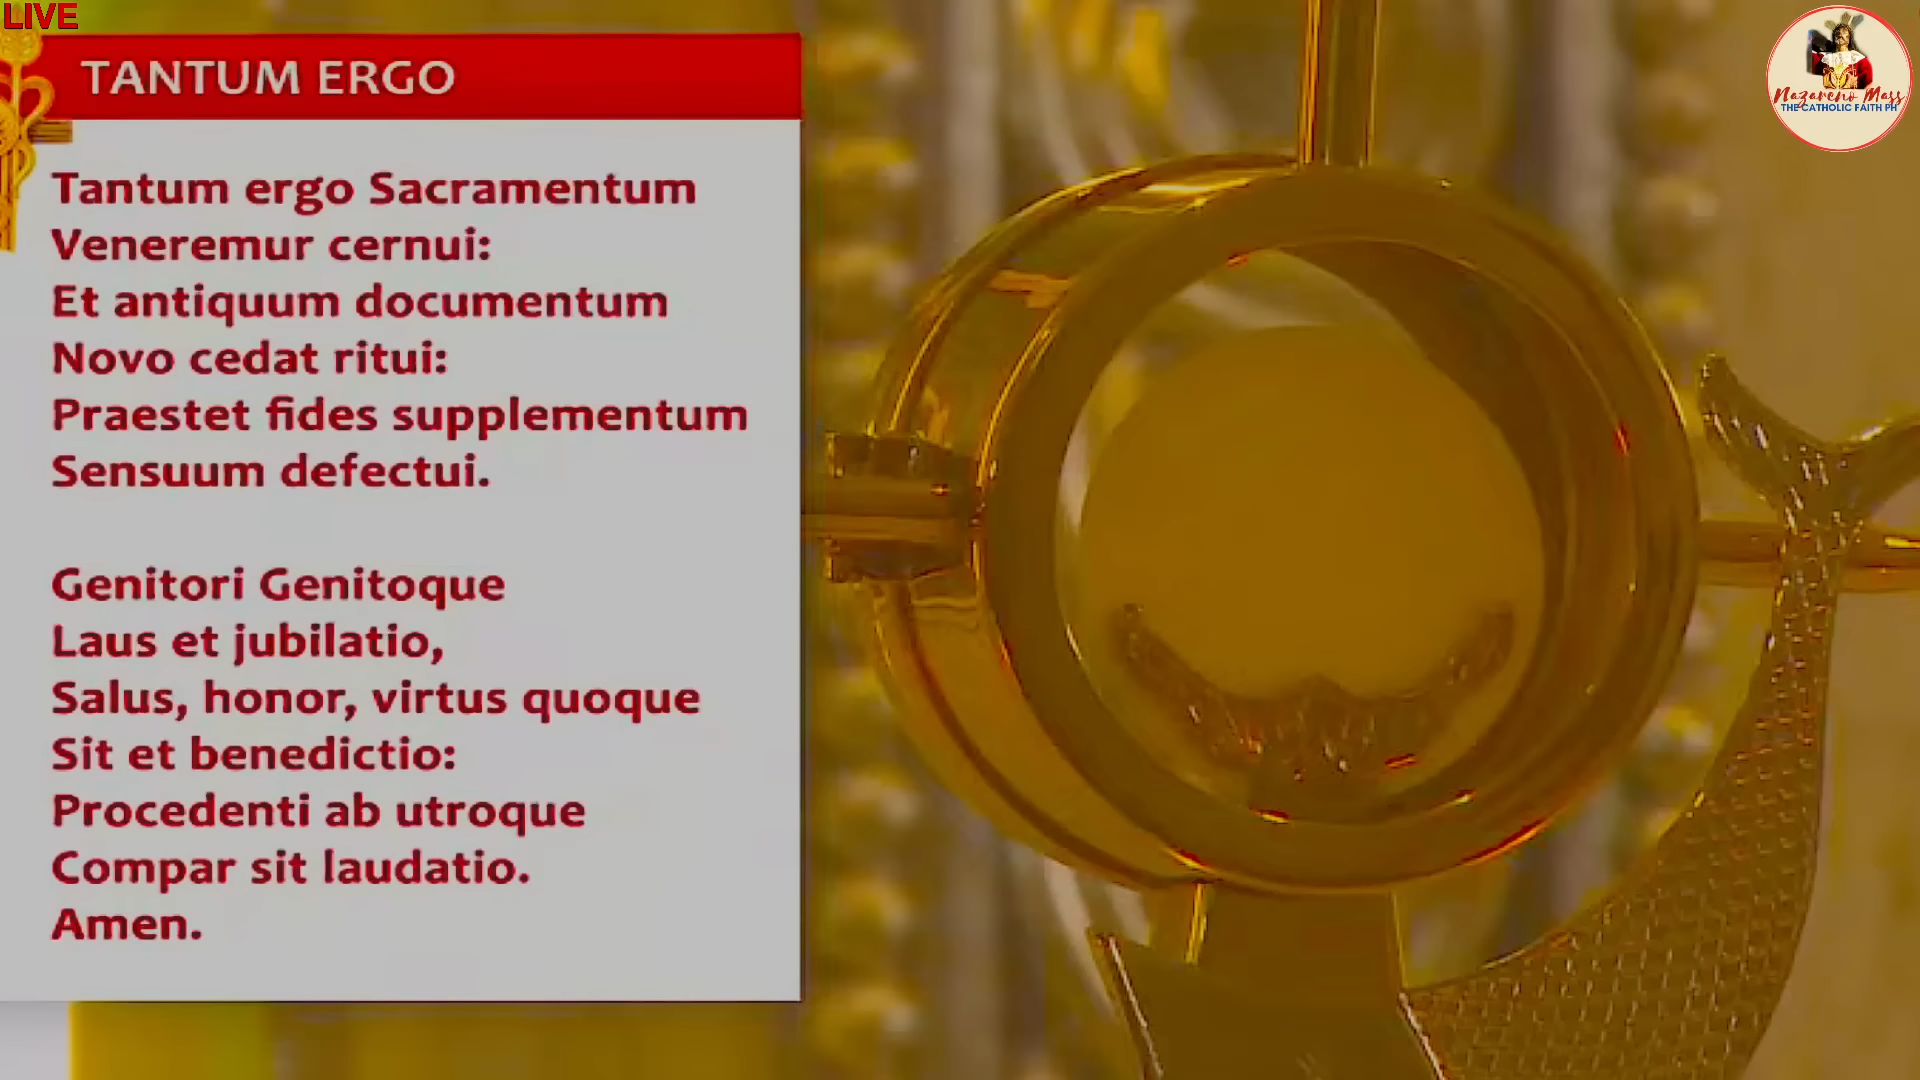 LIVE
TANTUM ERGO
Tantum ergo Sacramentum
Veneremur cernui:
Et antiquum documentum
Novo cedat ritui:
Praestet fides supplementum
Sensuum defectui.
Genitori Genitoque
Laus et jubilatio,
Salus, honor, virtus quoque
Sit et benedictio:
Procedenti ab utroque
Compar sit laudatio.
Amen.
Nazareno Mass
THE CATHOLIC FAITH PH